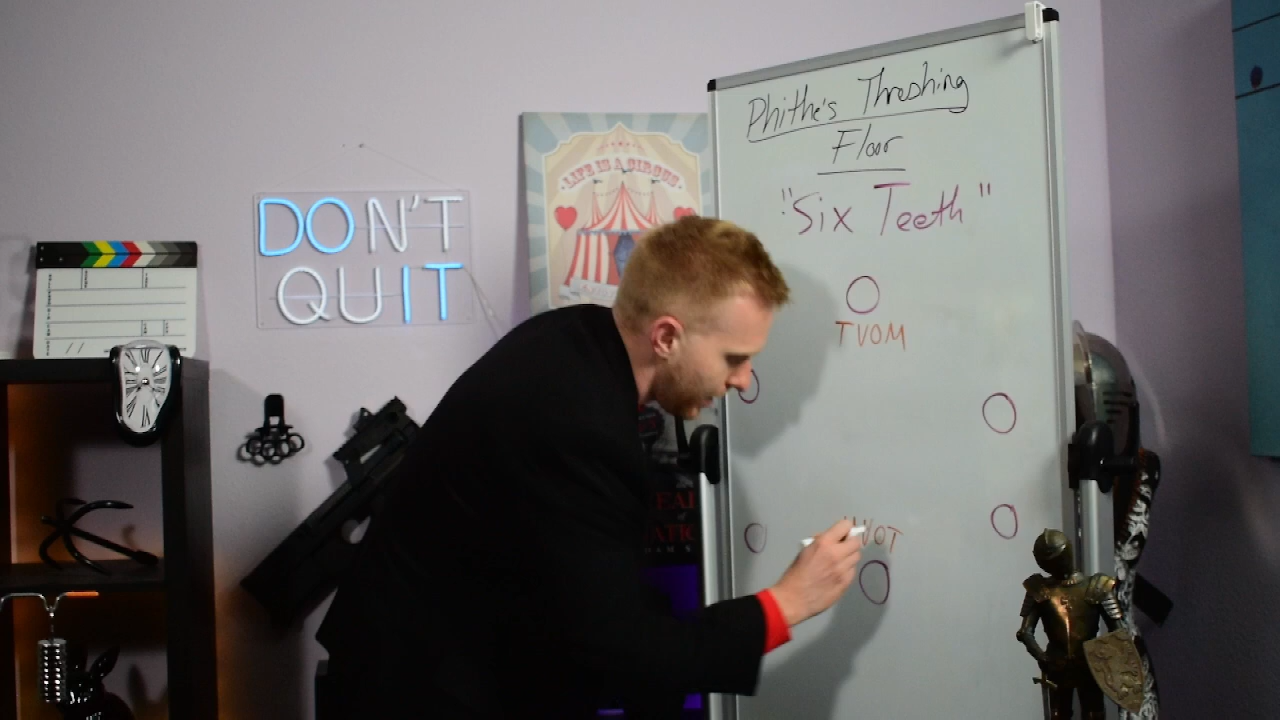 Phithe's Threshing
Floor
"Six Teeth"
TVOM
LIFE IS A CIRCUS
DON'T
QUIT